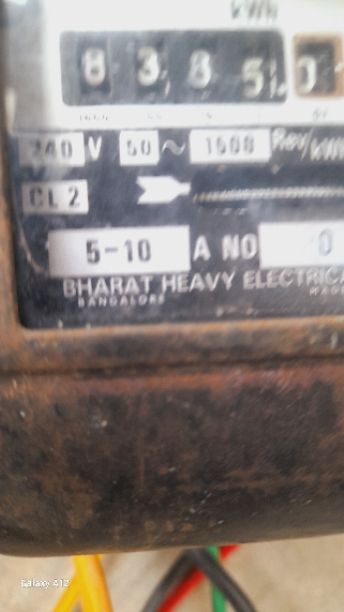 kWh
8 3 8 5 0
240 V 50 ~ 1500 Rev/kWh
CL 2
5-10 A NO 0
BHARAT HEAVY ELECTRICA
BANGALORE
Galaxy A12